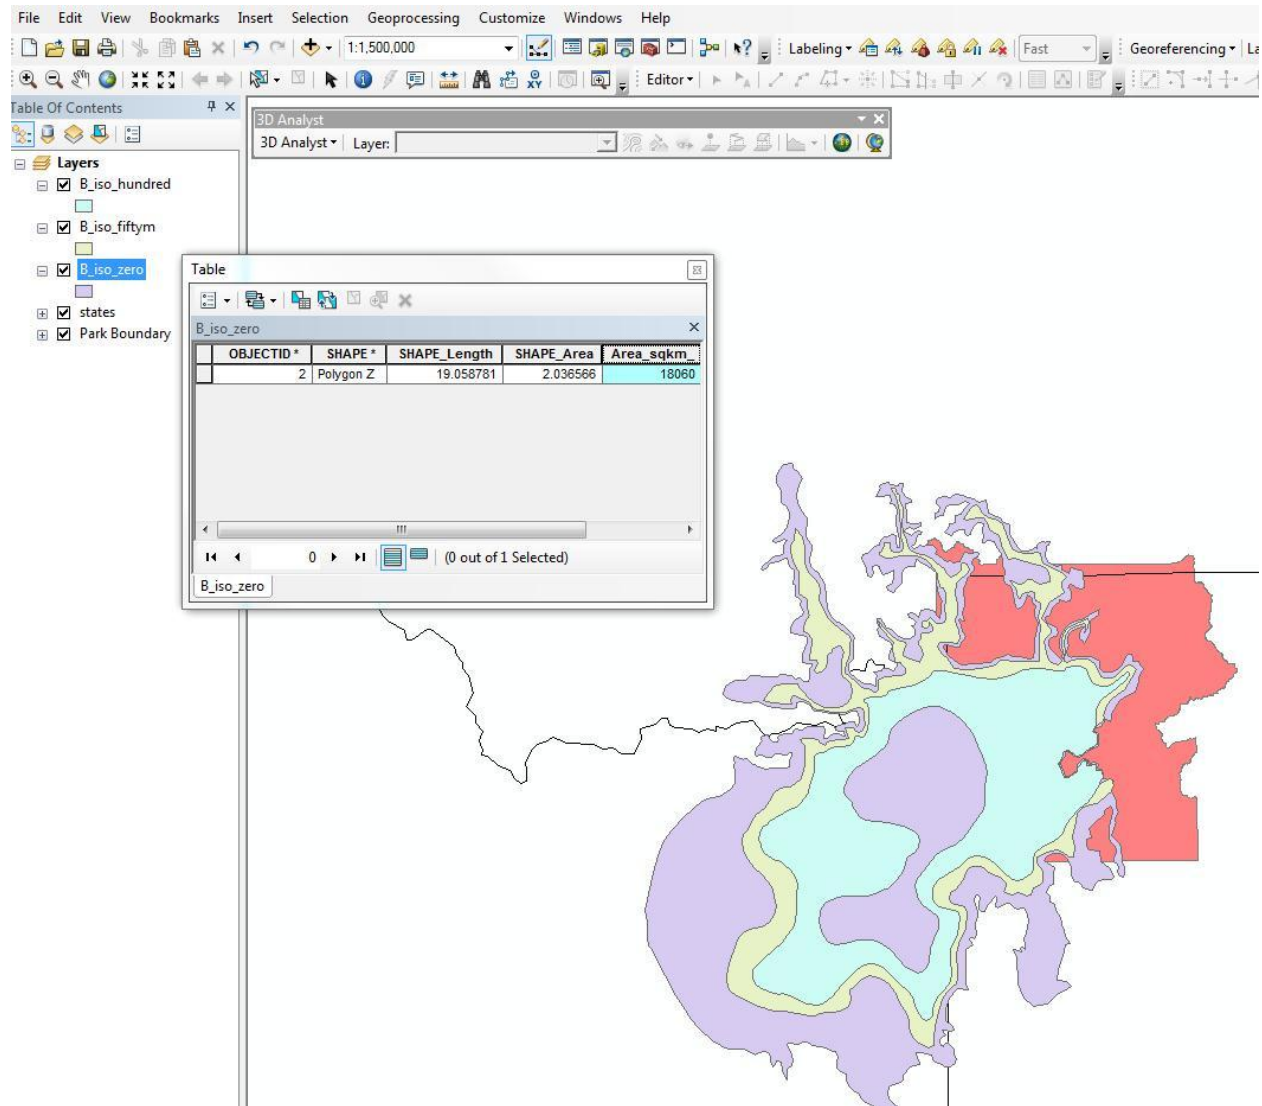 File Edit View Bookmarks Insert Selection Geoprocessing Customize Windows Help
1:1,500,000 Labeling Fast Georeferencing La
Editor
Table Of Contents
3D Analyst
3D Analyst Layer:
Layers
B_iso_hundred
B_iso_fiftym
B_iso_zero
states
Park Boundary
Table
B_iso_zero
OBJECTID * SHAPE * SHAPE_Length SHAPE_Area Area_sqkm_
2 Polygon Z 19.058781 2.036566 18060
0 (0 out of 1 Selected)
B_iso_zero